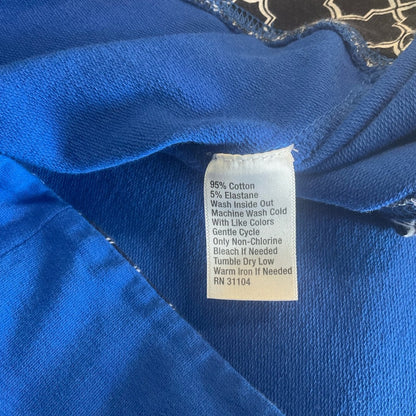 95% Cotton
5% Elastane
Wash Inside Out
Machine Wash Cold
With Like Colors
Gentle Cycle
Only Non-Chlorine
Bleach If Needed
Tumble Dry Low
Warm Iron If Needed
RN 31104